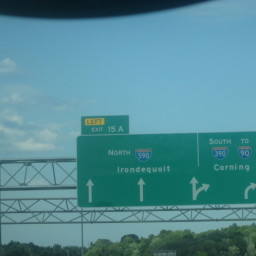 LEFT
EXIT 15 A
NORTH 590
Irondequoit
SOUTH 390 TO 90
Corning